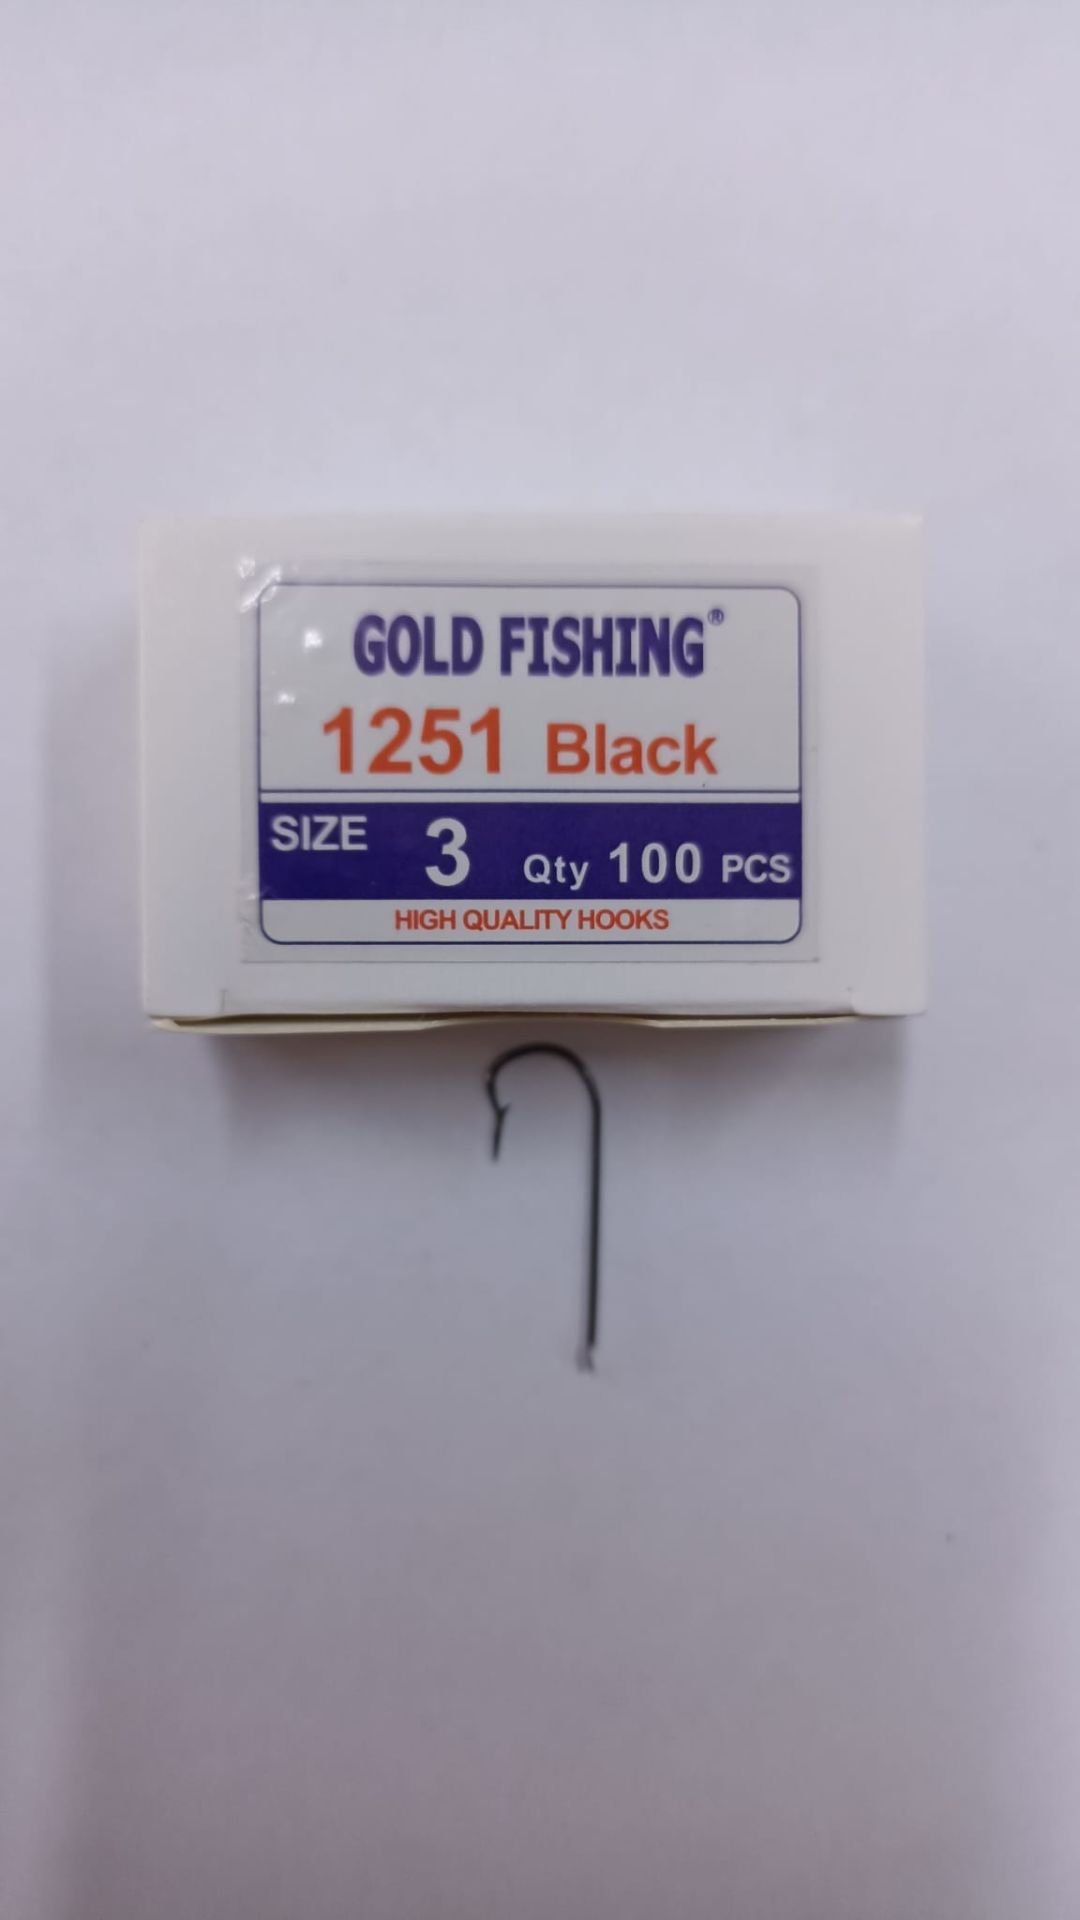 GOLD FISHING®
1251 Black
SIZE 3 Qty 100 PCS
HIGH QUALITY HOOKS